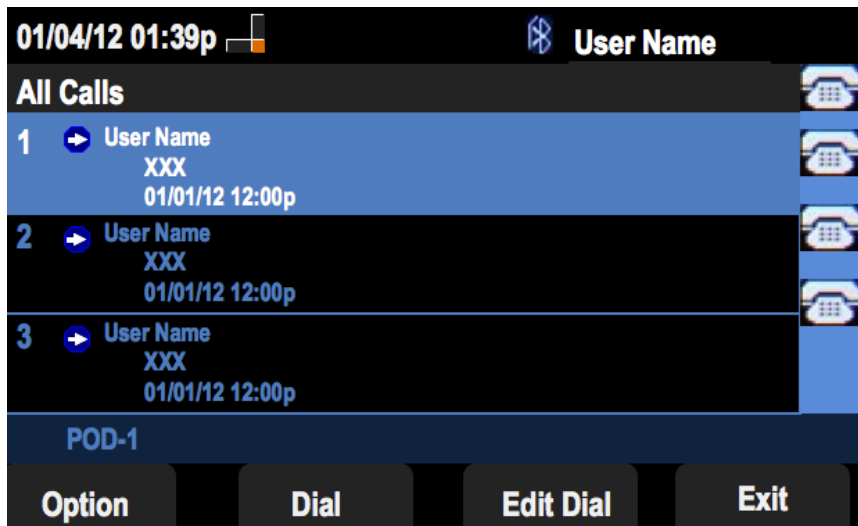 01/04/12 01:39p User Name
All Calls
1 User Name
XXX
01/01/12 12:00p
2 User Name
XXX
01/01/12 12:00p
3 User Name
XXX
01/01/12 12:00p
POD-1
Option Dial Edit Dial Exit